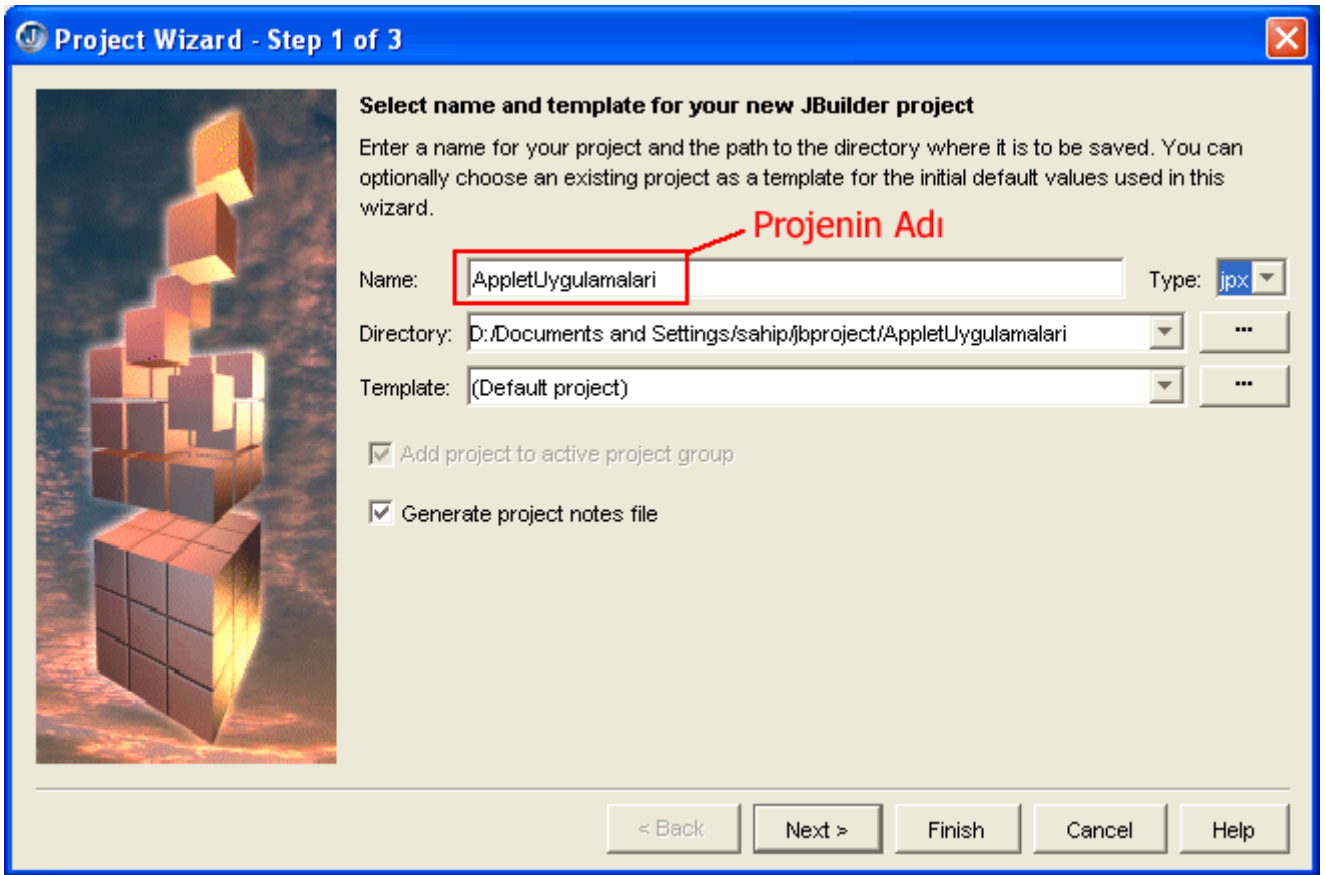 Project Wizard - Step 1 of 3
Select name and template for your new JBuilder project
Enter a name for your project and the path to the directory where it is to be saved. You can
optionally choose an existing project as a template for the initial default values used in this
wizard.
Projenin Adı
Name: AppletUygulamalari Type: jpx
Directory: D:/Documents and Settings/sahip/jbproject/AppletUygulamalari ...
Template: (Default project) ...
Add project to active project group
Generate project notes file
< Back Next > Finish Cancel Help